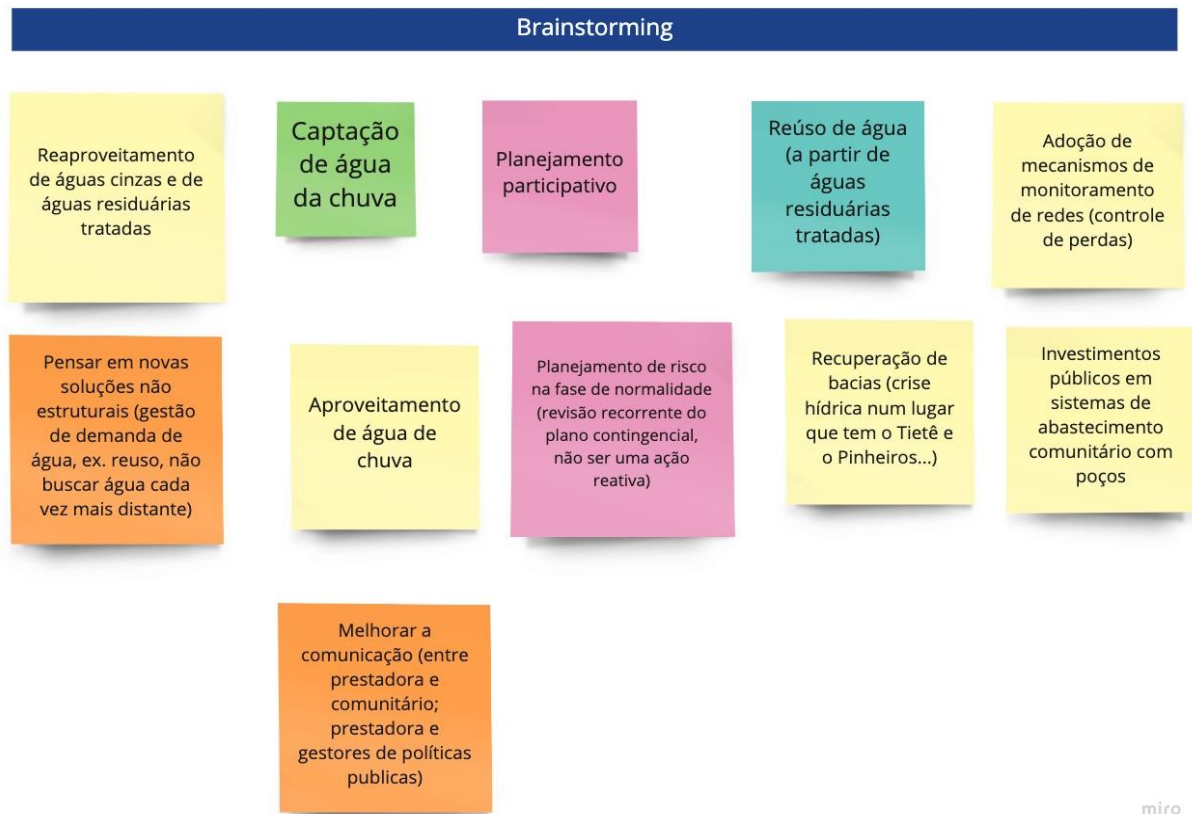 Brainstorming
Reaproveitamento
de águas cinzas e de
águas residuárias
tratadas
Captação
de água
da chuva
Planejamento
participativo
Reúso de água
(a partir de
águas
residuárias
tratadas)
Adoção de
mecanismos de
monitoramento
de redes (controle
de perdas)
Pensar em novas
soluções não
estruturais (gestão
de demanda de
água, ex. reuso, não
buscar água cada
vez mais distante)
Aproveitamento
de água de
chuva
Planejamento de risco
na fase de normalidade
(revisão recorrente do
plano contingencial,
não ser uma ação
reativa)
Recuperação de
bacias (crise
hídrica num lugar
que tem o Tietê e
o Pinheiros...)
Investimentos
públicos em
sistemas de
abastecimento
comunitário com
poços
Melhorar a
comunicação (entre
prestadora e
comunitário;
prestadora e
gestores de políticas
publicas)
miro